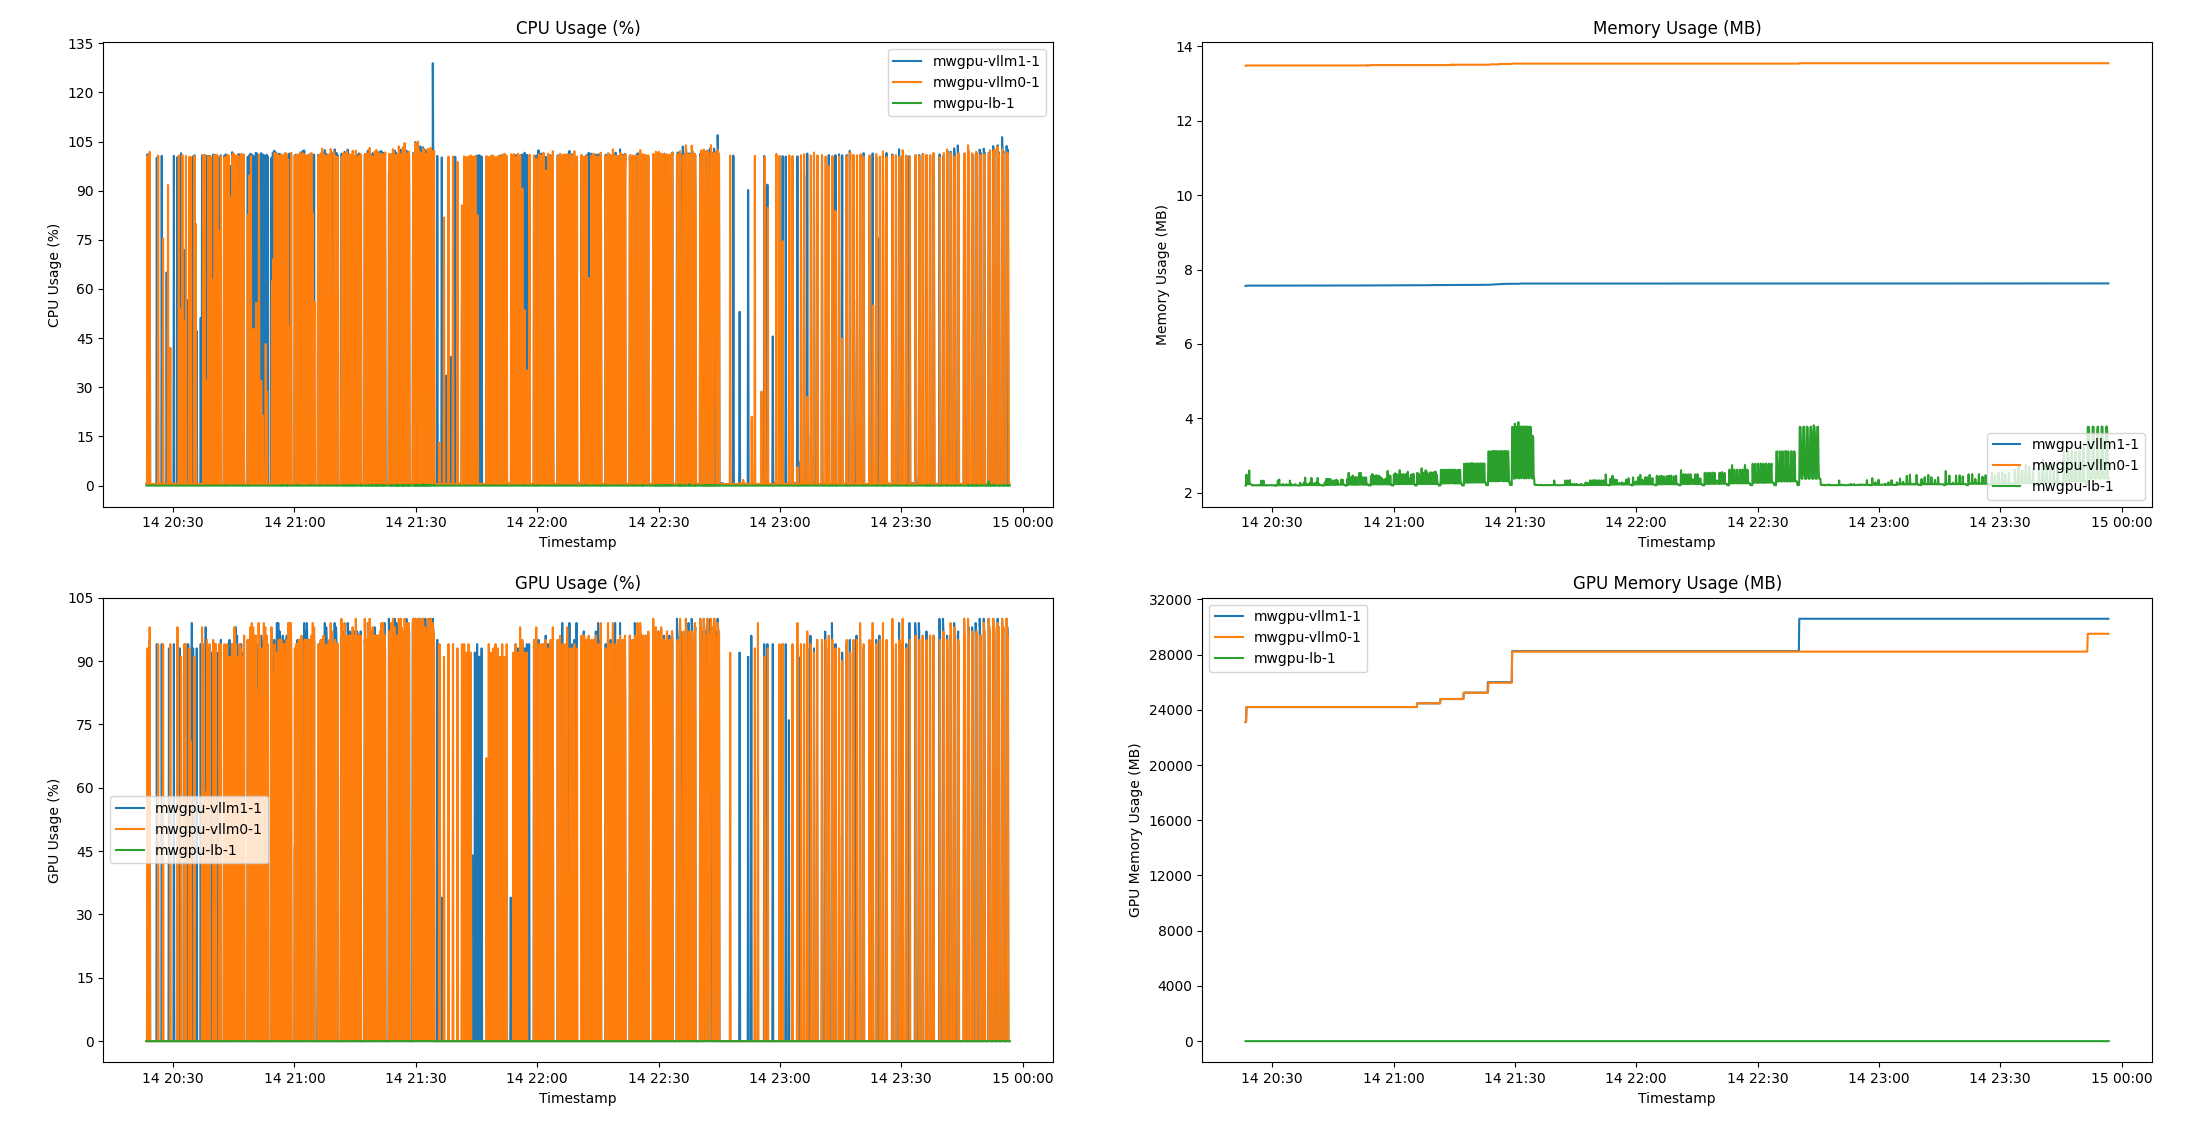 CPU Usage (%)
135
120
105
90
75
60
45
30
15
0
CPU Usage (%)
mwgpu-vllm1-1
mwgpu-vllm0-1
mwgpu-lb-1
14 20:30 14 21:00 14 21:30 14 22:00 14 22:30 14 23:00 14 23:30 15 00:00
Timestamp
Memory Usage (MB)
14
12
10
8
6
4
2
Memory Usage (MB)
mwgpu-vllm1-1
mwgpu-vllm0-1
mwgpu-lb-1
14 20:30 14 21:00 14 21:30 14 22:00 14 22:30 14 23:00 14 23:30 15 00:00
Timestamp
GPU Usage (%)
105
90
75
60
45
30
15
0
GPU Usage (%)
mwgpu-vllm1-1
mwgpu-vllm0-1
mwgpu-lb-1
14 20:30 14 21:00 14 21:30 14 22:00 14 22:30 14 23:00 14 23:30 15 00:00
Timestamp
GPU Memory Usage (MB)
32000
28000
24000
20000
16000
12000
8000
4000
0
GPU Memory Usage (MB)
mwgpu-vllm1-1
mwgpu-vllm0-1
mwgpu-lb-1
14 20:30 14 21:00 14 21:30 14 22:00 14 22:30 14 23:00 14 23:30 15 00:00
Timestamp